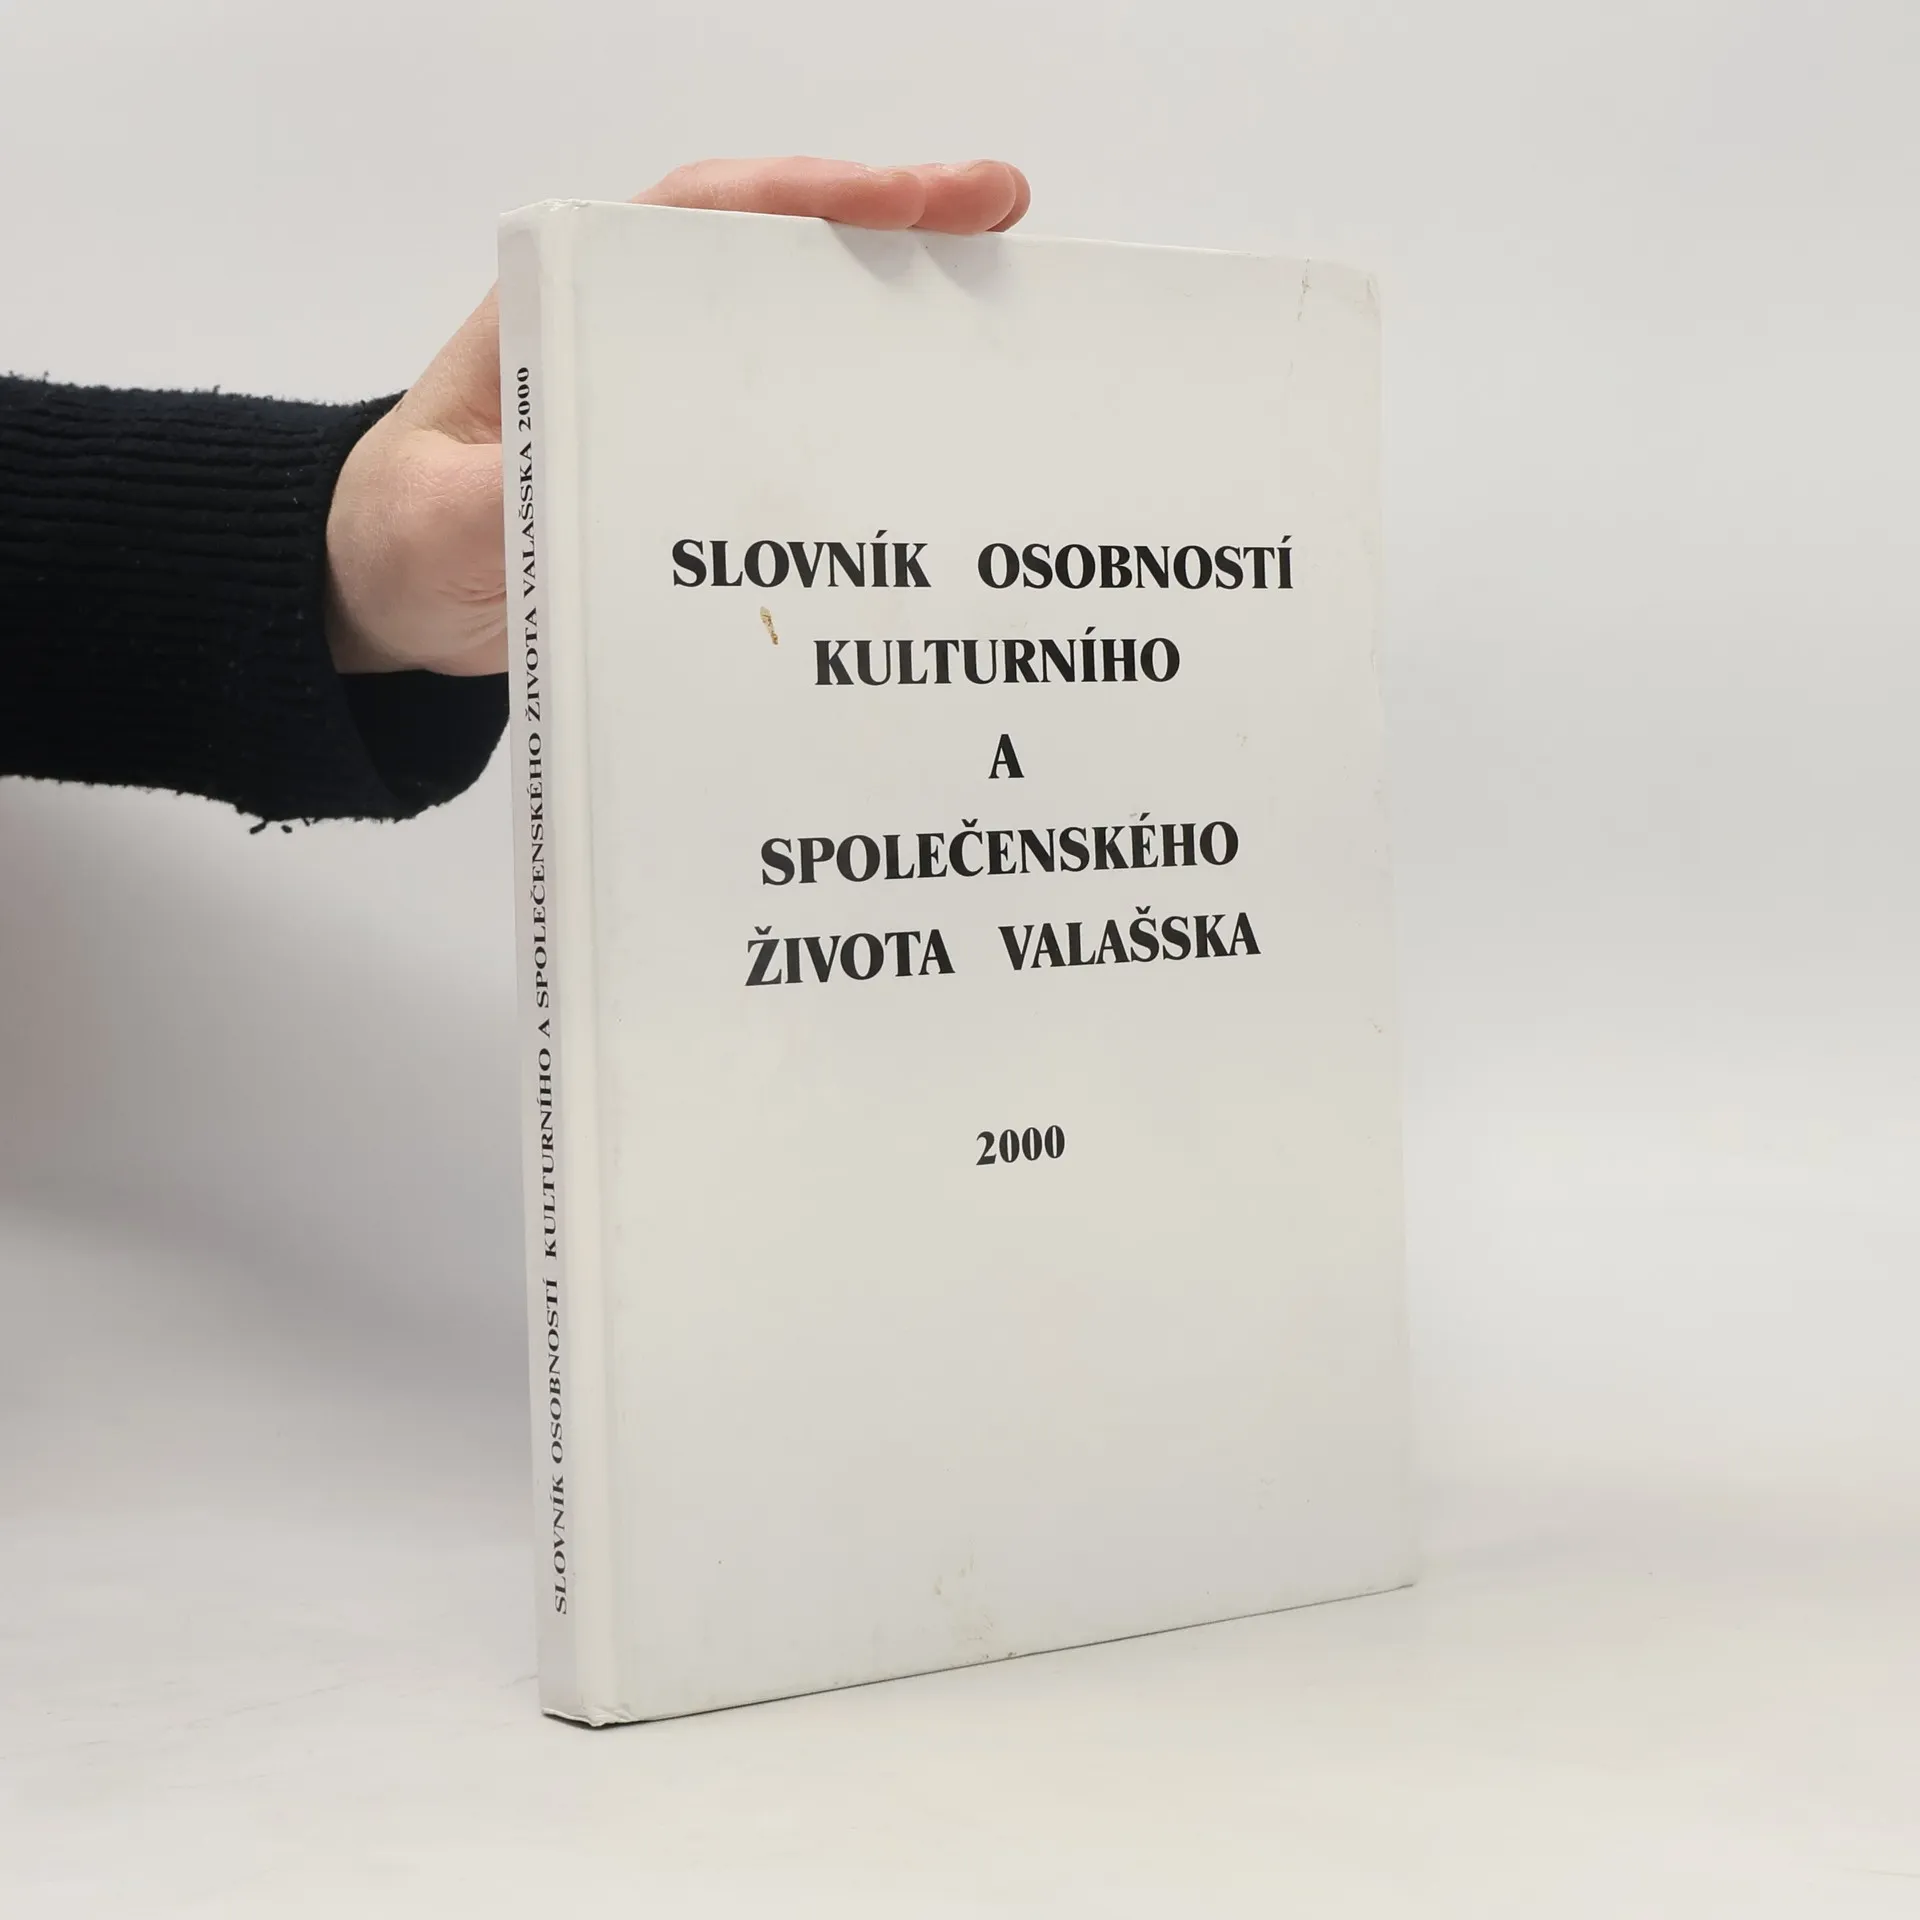 SLOVNÍK OSOBNOSTÍ KULTURNÍHO A SPOLEČENSKÉHO ŽIVOTA VALAŠSKA 2000
SLOVNÍK OSOBNOSTÍ
KULTURNÍHO
A
SPOLEČENSKÉHO
ŽIVOTA VALAŠSKA
2000